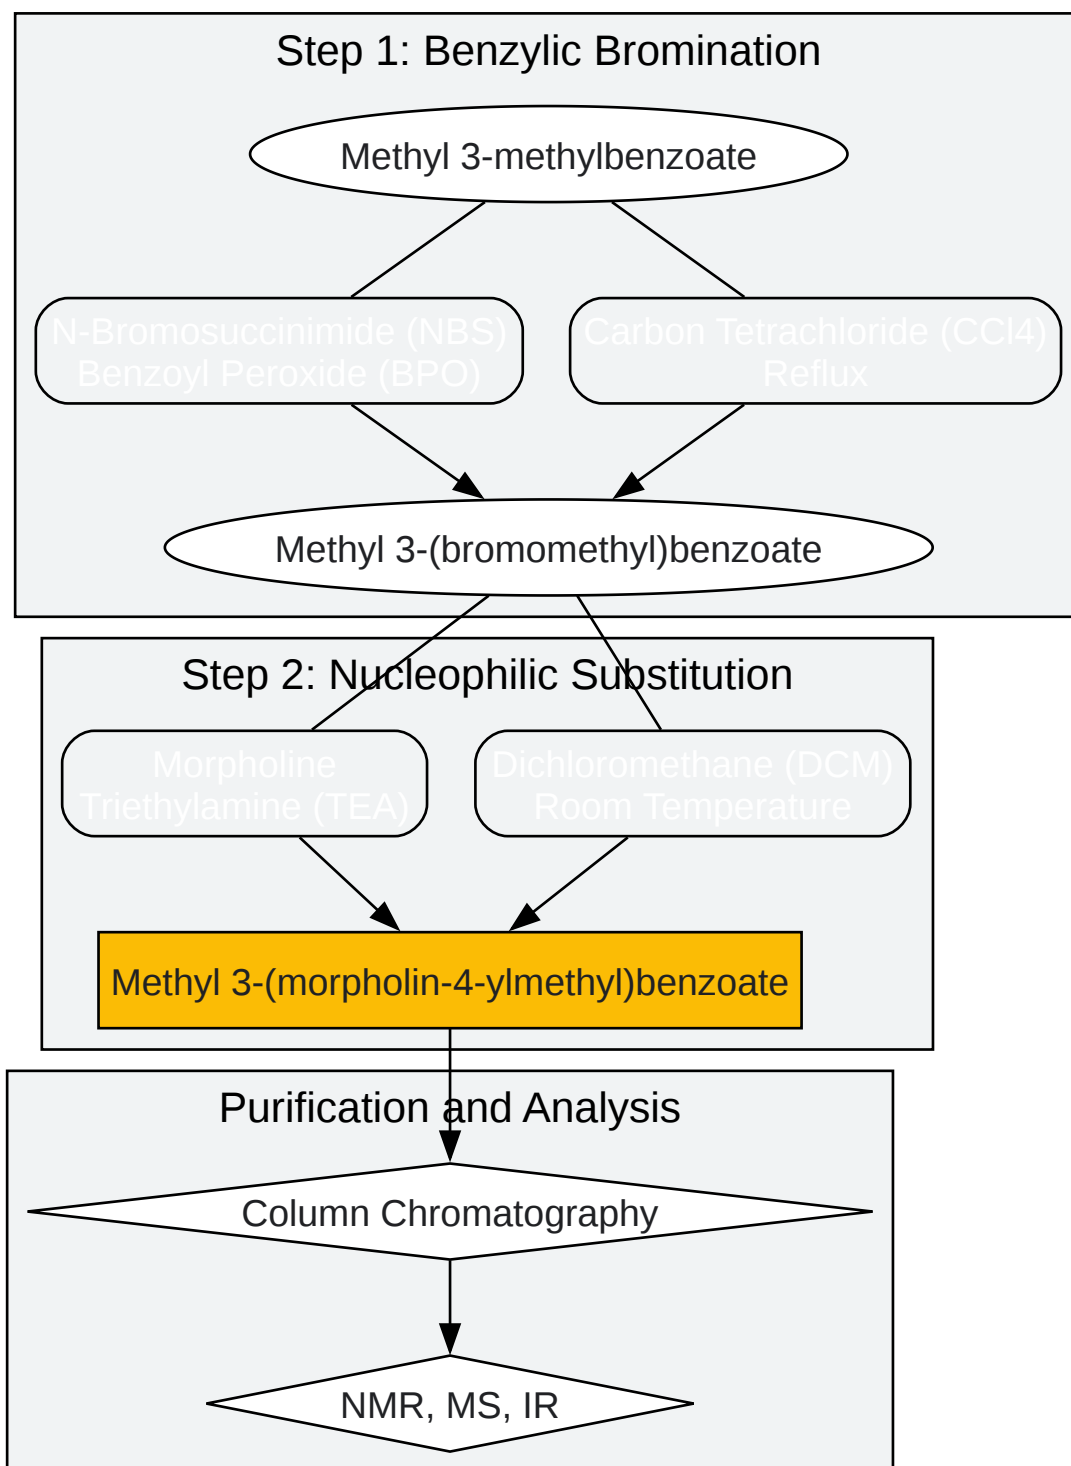 Step 1: Benzylic Bromination
Methyl 3-methylbenzoate
N-Bromosuccinimide (NBS)
Benzoyl Peroxide (BPO)
Carbon Tetrachloride (CCl4)
Reflux
Methyl 3-(bromomethyl)benzoate
Step 2: Nucleophilic Substitution
Morpholine
Triethylamine (TEA)
Dichloromethane (DCM)
Room Temperature
Methyl 3-(morpholin-4-ylmethyl)benzoate
Purification and Analysis
Column Chromatography
NMR, MS, IR